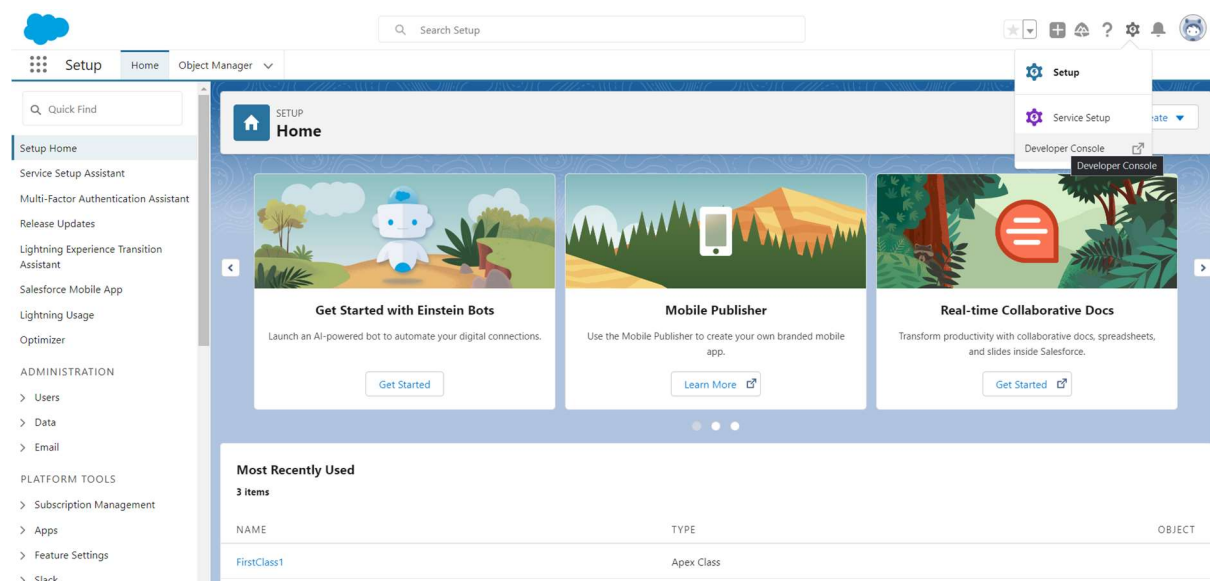 Search Setup
Setup
Home
Object Manager
Setup
Service Setup
Developer Console
Developer Console
Quick Find
Setup Home
Service Setup Assistant
Multi-Factor Authentication Assistant
Release Updates
Lightning Experience Transition
Assistant
Salesforce Mobile App
Lightning Usage
Optimizer
ADMINISTRATION
Users
Data
Email
PLATFORM TOOLS
Subscription Management
Apps
Feature Settings
Slack
SETUP
Home
Get Started with Einstein Bots
Launch an AI-powered bot to automate your digital connections.
Get Started
Mobile Publisher
Use the Mobile Publisher to create your own branded mobile
app.
Learn More
Real-time Collaborative Docs
Transform productivity with collaborative docs, spreadsheets,
and slides inside Salesforce.
Get Started
Most Recently Used
3 items
NAME TYPE OBJECT
FirstClass1 Apex Class